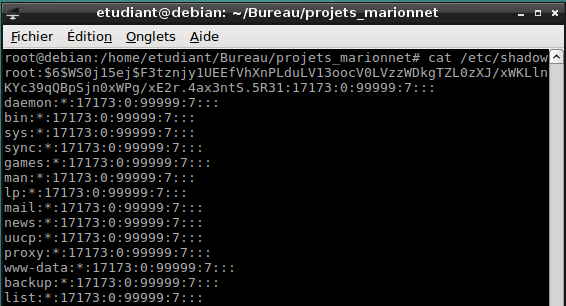 etudiant@debian: ~/Bureau/projets_marionnet
Fichier Édition Onglets Aide
root@debian:/home/etudiant/Bureau/projets_marionnet# cat /etc/shadow
root:$6$WS0j15ej$F3tznjy1UEEfVhXnPLduLV13oocV0LVzzWDkgTZL0zXJ/xWKLln
KYc39qQBpSjn0xWPg/xE2r.4ax3ntS.5R31:17173:0:99999:7:::
daemon:*:17173:0:99999:7:::
bin:*:17173:0:99999:7:::
sys:*:17173:0:99999:7:::
sync:*:17173:0:99999:7:::
games:*:17173:0:99999:7:::
man:*:17173:0:99999:7:::
lp:*:17173:0:99999:7:::
mail:*:17173:0:99999:7:::
news:*:17173:0:99999:7:::
uucp:*:17173:0:99999:7:::
proxy:*:17173:0:99999:7:::
www-data:*:17173:0:99999:7:::
backup:*:17173:0:99999:7:::
list:*:17173:0:99999:7:::